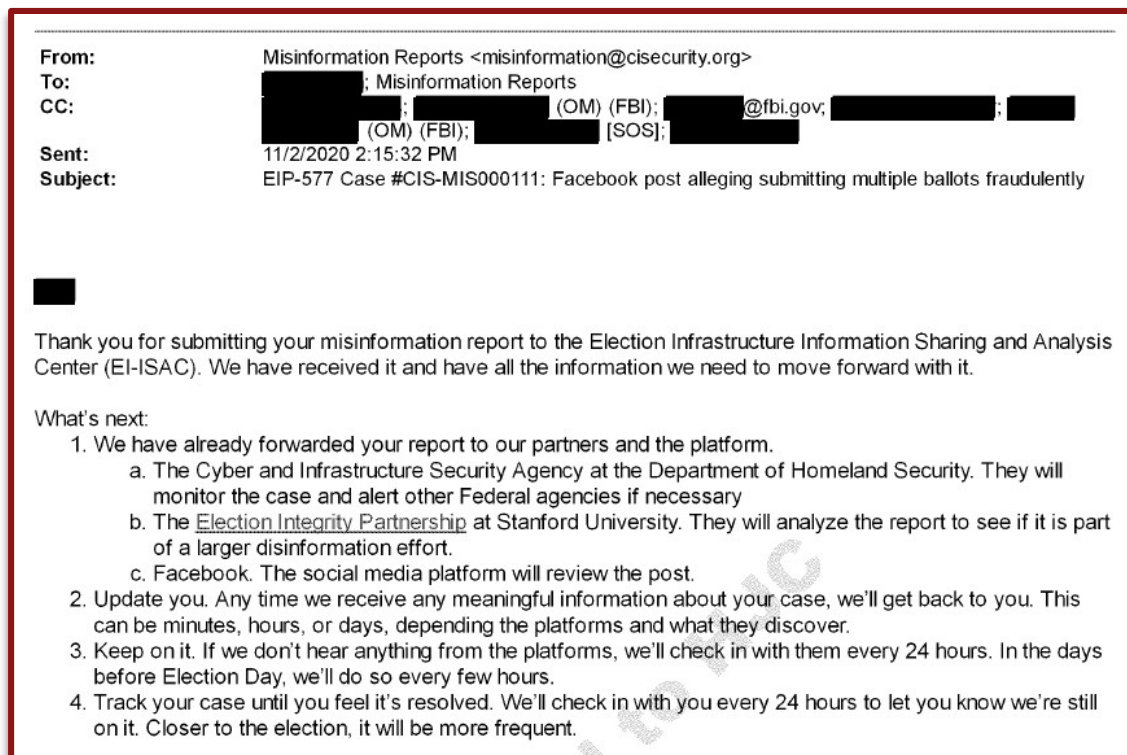 From: Misinformation Reports <misinformation@cisecurity.org>
To: ; Misinformation Reports
CC: ; (OM) (FBI); @fbi.gov; ;
(OM) (FBI); [SOS];
Sent: 11/2/2020 2:15:32 PM
Subject: EIP-577 Case #CIS-MIS000111: Facebook post alleging submitting multiple ballots fraudulently
Thank you for submitting your misinformation report to the Election Infrastructure Information Sharing and Analysis
Center (EI-ISAC). We have received it and have all the information we need to move forward with it.
What's next:
1. We have already forwarded your report to our partners and the platform.
a. The Cyber and Infrastructure Security Agency at the Department of Homeland Security. They will
monitor the case and alert other Federal agencies if necessary
b. The Election Integrity Partnership at Stanford University. They will analyze the report to see if it is part
of a larger disinformation effort.
c. Facebook. The social media platform will review the post.
2. Update you. Any time we receive any meaningful information about your case, we'll get back to you. This
can be minutes, hours, or days, depending the platforms and what they discover.
3. Keep on it. If we don't hear anything from the platforms, we'll check in with them every 24 hours. In the days
before Election Day, we'll do so every few hours.
4. Track your case until you feel it's resolved. We'll check in with you every 24 hours to let you know we're still
on it. Closer to the election, it will be more frequent.
to HJC